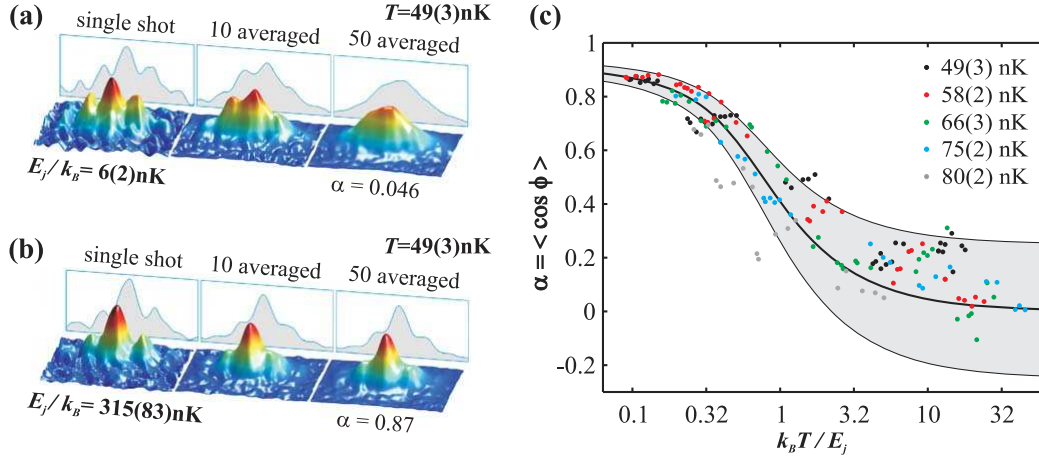 (a)
T=49(3)nK
single shot
10 averaged
50 averaged
E_j / k_B = 6(2)nK
α = 0.046
(b)
T=49(3)nK
single shot
10 averaged
50 averaged
E_j / k_B = 315(83)nK
α = 0.87
(c)
1
0.8
0.6
0.4
0.2
0
-0.2
α = < cos ϕ >
49(3) nK
58(2) nK
66(3) nK
75(2) nK
80(2) nK
0.1 0.32 1 3.2 10 32
k_B T / E_j